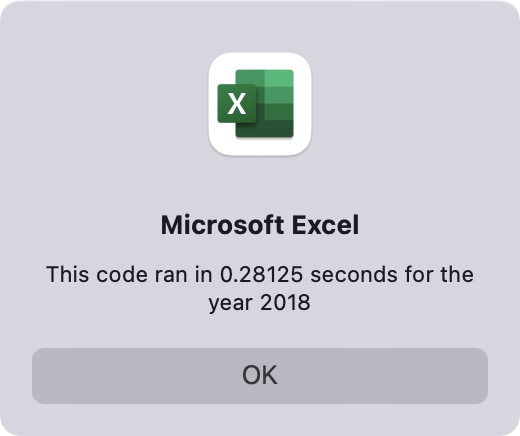 X
Microsoft Excel
This code ran in 0.28125 seconds for the
year 2018
OK